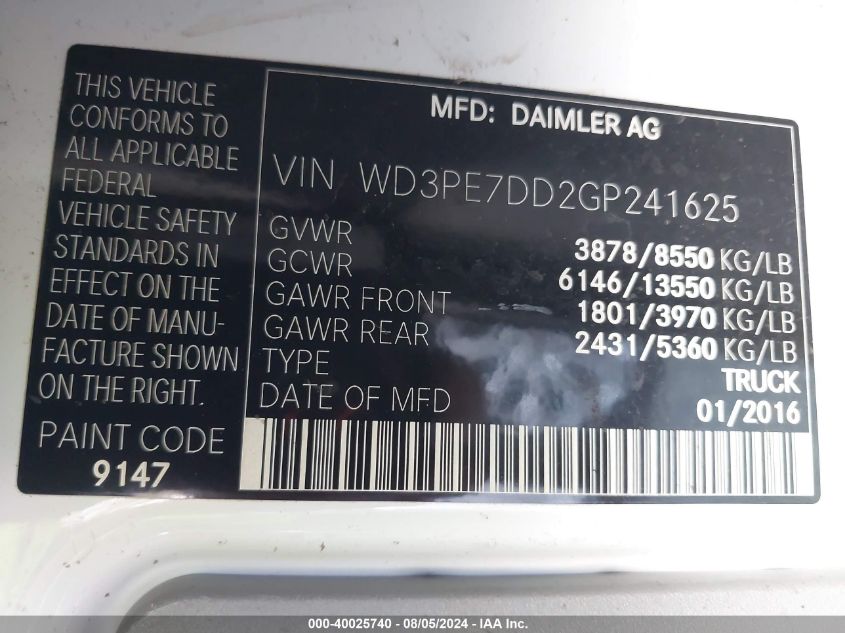 THIS VEHICLE
CONFORMS TO
ALL APPLICABLE
FEDERAL
VEHICLE SAFETY
STANDARDS IN
EFFECT ON THE
DATE OF MANU-
FACTURE SHOWN
ON THE RIGHT.
PAINT CODE
9147
MFD: DAIMLER AG
VIN WD3PE7DD2GP241625
GVWR 3878/8550 KG/LB
GCWR 6146/13550 KG/LB
GAWR FRONT 1801/3970 KG/LB
GAWR REAR 2431/5360 KG/LB
TYPE TRUCK
DATE OF MFD 01/2016
000-40025740 - 08/05/2024 - IAA Inc.